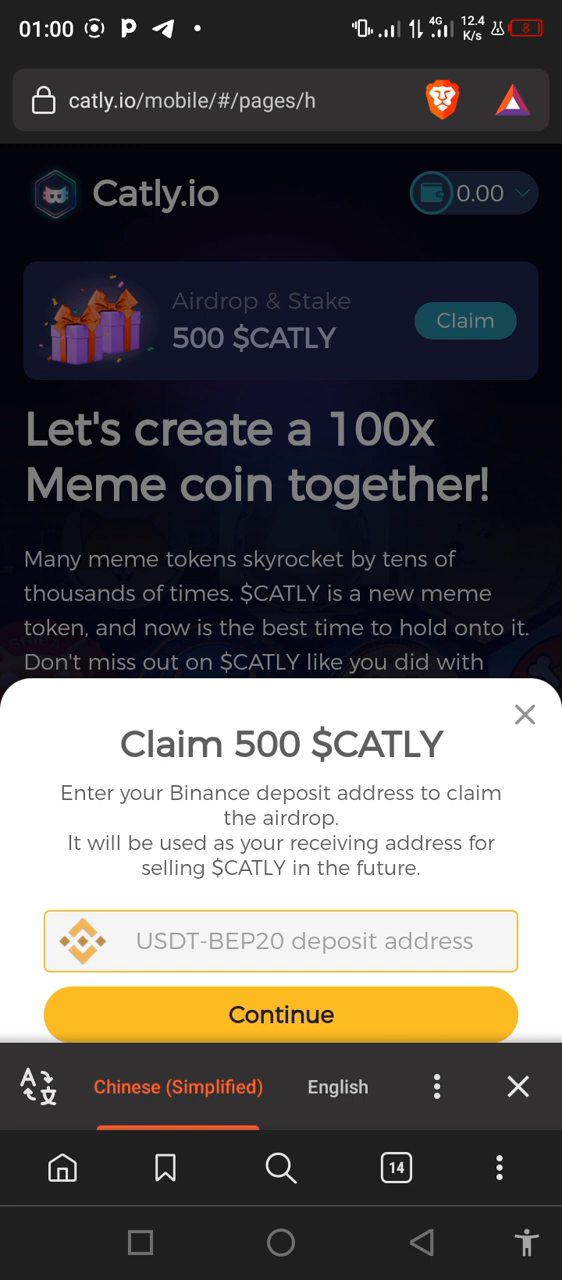 01:00
4G
12.4
K/s
8
catly.io/mobile/#/pages/h
Catly.io
0.00
Airdrop & Stake
500 $CATLY
Claim
Let's create a 100x
Meme coin together!
Many meme tokens skyrocket by tens of
thousands of times. $CATLY is a new meme
token, and now is the best time to hold onto it.
Don't miss out on $CATLY like you did with
Claim 500 $CATLY
Enter your Binance deposit address to claim
the airdrop.
It will be used as your receiving address for
selling $CATLY in the future.
USDT-BEP20 deposit address
Continue
Chinese (Simplified)
English
14